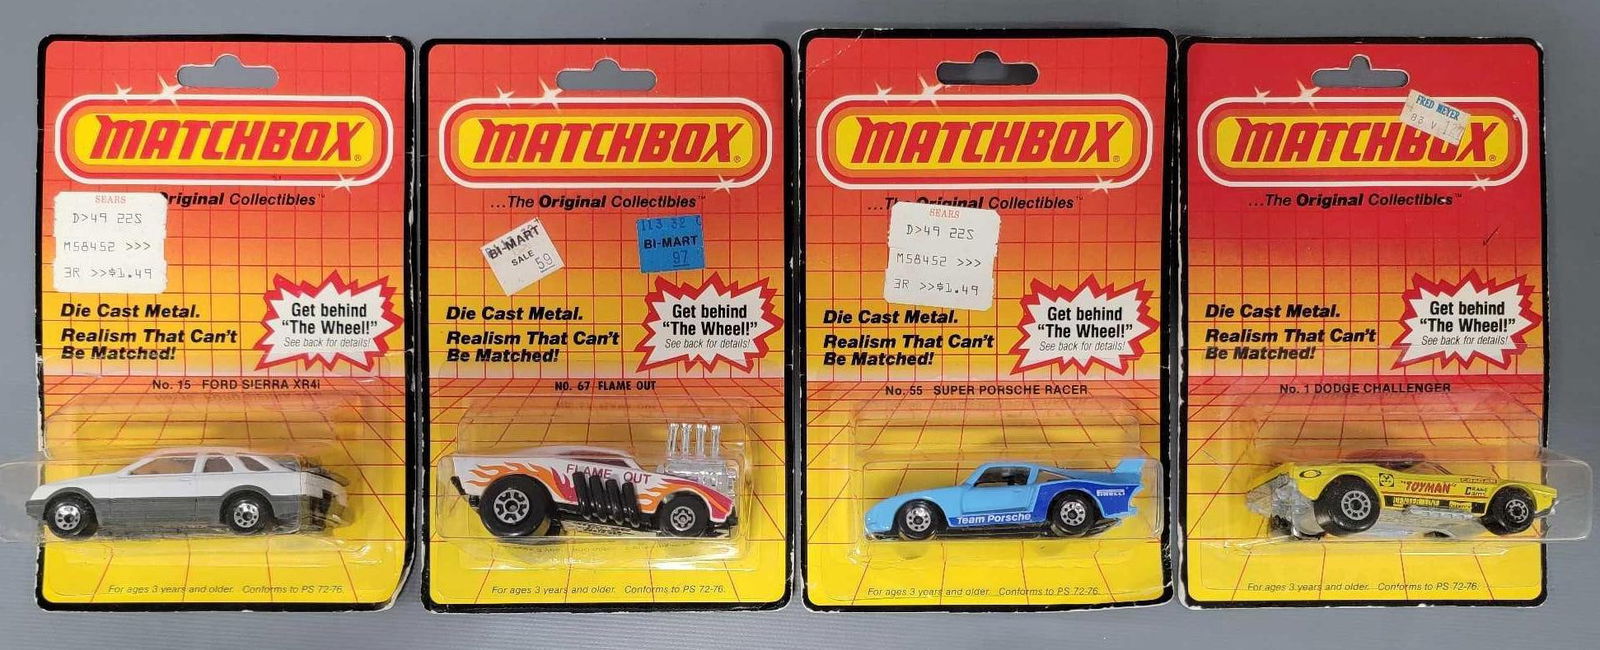 MATCHBOX®
SEARS
D>49 22S
M58452 >>>
3R >>$1.49
Original Collectibles™
Die Cast Metal.
Realism That Can't
Be Matched!
Get behind
"The Wheel!"
See back for details!
No. 15 FORD SIERRA XR4i
For ages 3 years and older. Conforms to PS 72-76.
MATCHBOX®
...The Original Collectibles™
BI-MART
SALE 59
113 32
BI-MART
97
Die Cast Metal.
Realism That Can't
Be Matched!
Get behind
"The Wheel!"
See back for details!
NO. 67 FLAME OUT
FLAME OUT
For ages 3 years and older. Conforms to PS 72-76.
MATCHBOX®
...The Original Collectibles™
SEARS
D>49 22S
M58452 >>>
3R >>$1.49
Die Cast Metal.
Realism That Can't
Be Matched!
Get behind
"The Wheel!"
See back for details!
No. 55 SUPER PORSCHE RACER
PIRELLI
Team Porsche
For ages 3 years and older. Conforms to PS 72-76.
MATCHBOX®
FRED MEYER
83 V
...The Original Collectibles™
Die Cast Metal.
Realism That Can't
Be Matched!
Get behind
"The Wheel!"
See back for details!
No. 1 DODGE CHALLENGER
"TOYMAN"
For ages 3 years and older. Conforms to PS 72-76.